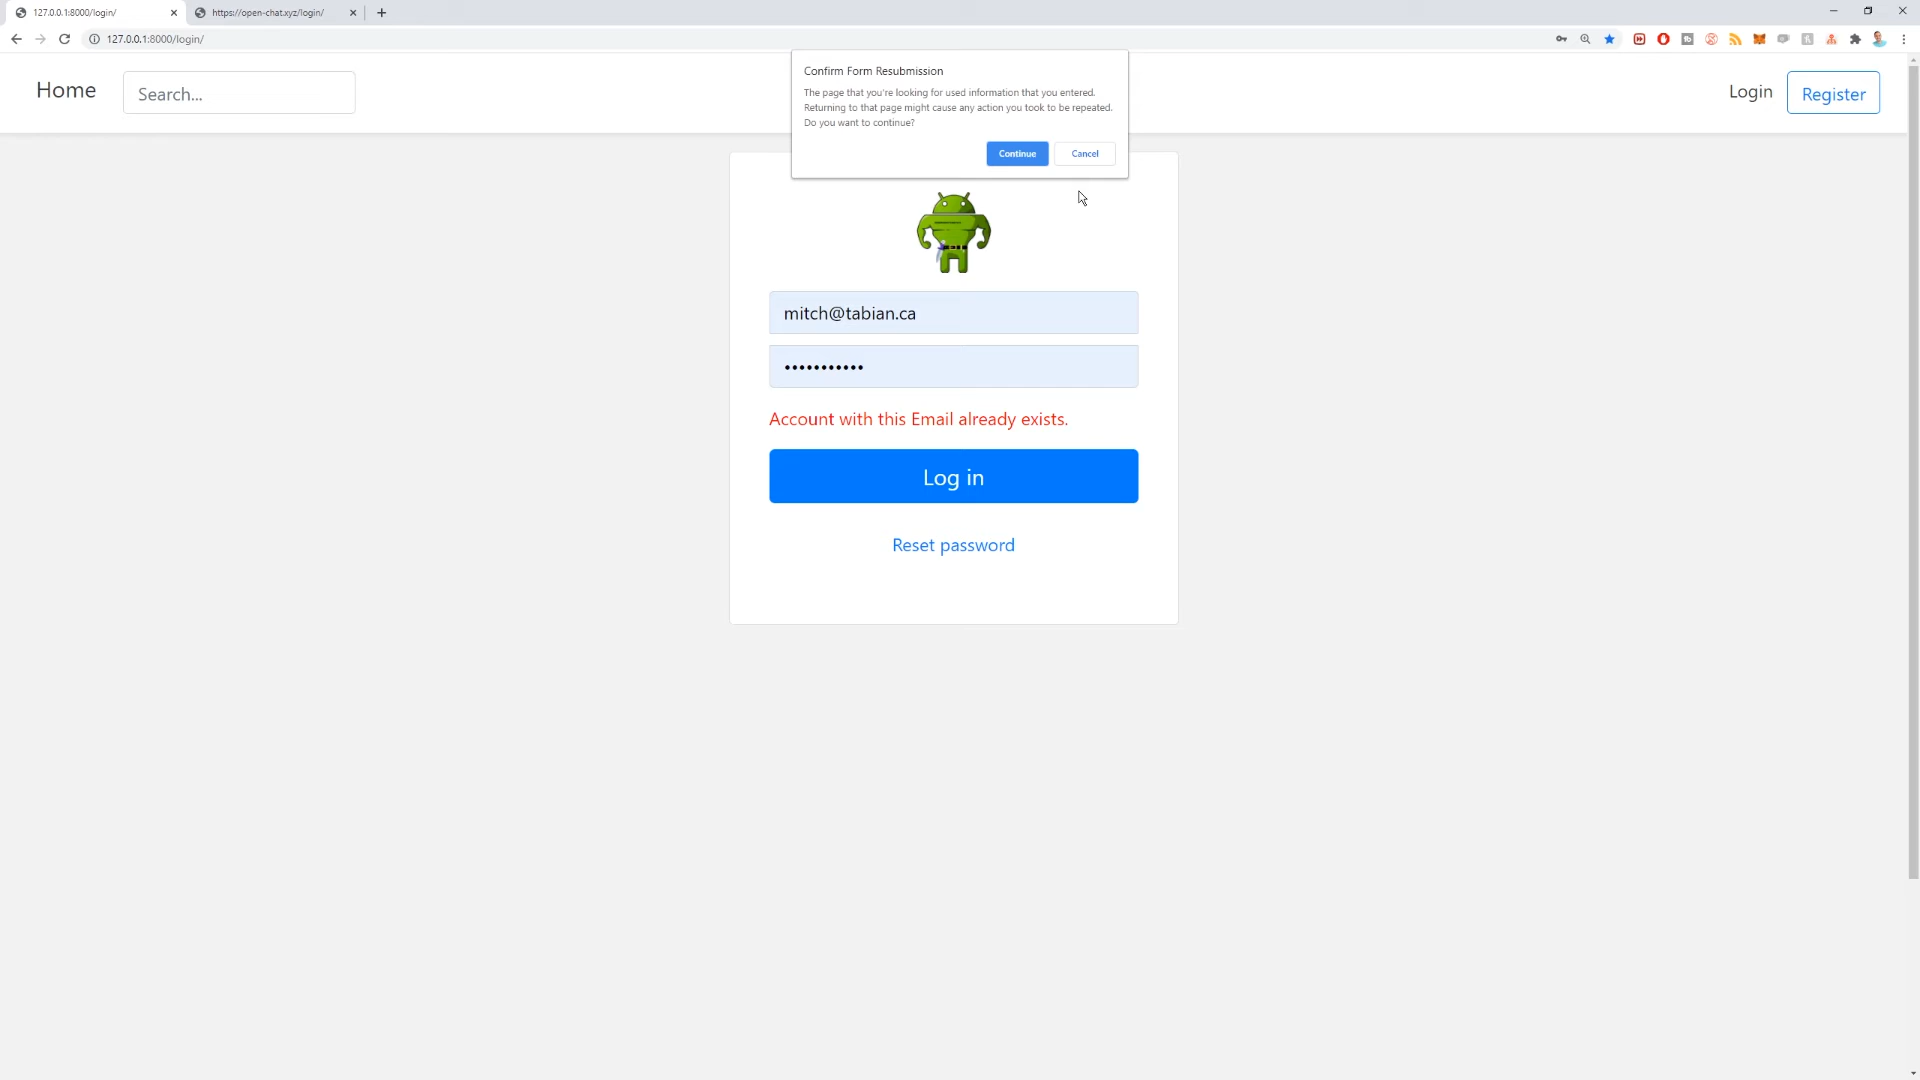 127.0.0.1:8000/login/
https://open-chat.xyz/login/
127.0.0.1:8000/login/
Home
Search...
Login
Register
Confirm Form Resubmission
The page that you're looking for used information that you entered.
Returning to that page might cause any action you took to be repeated.
Do you want to continue?
Continue
Cancel
mitch@tabian.ca
•••••••••••
Account with this Email already exists.
Log in
Reset password